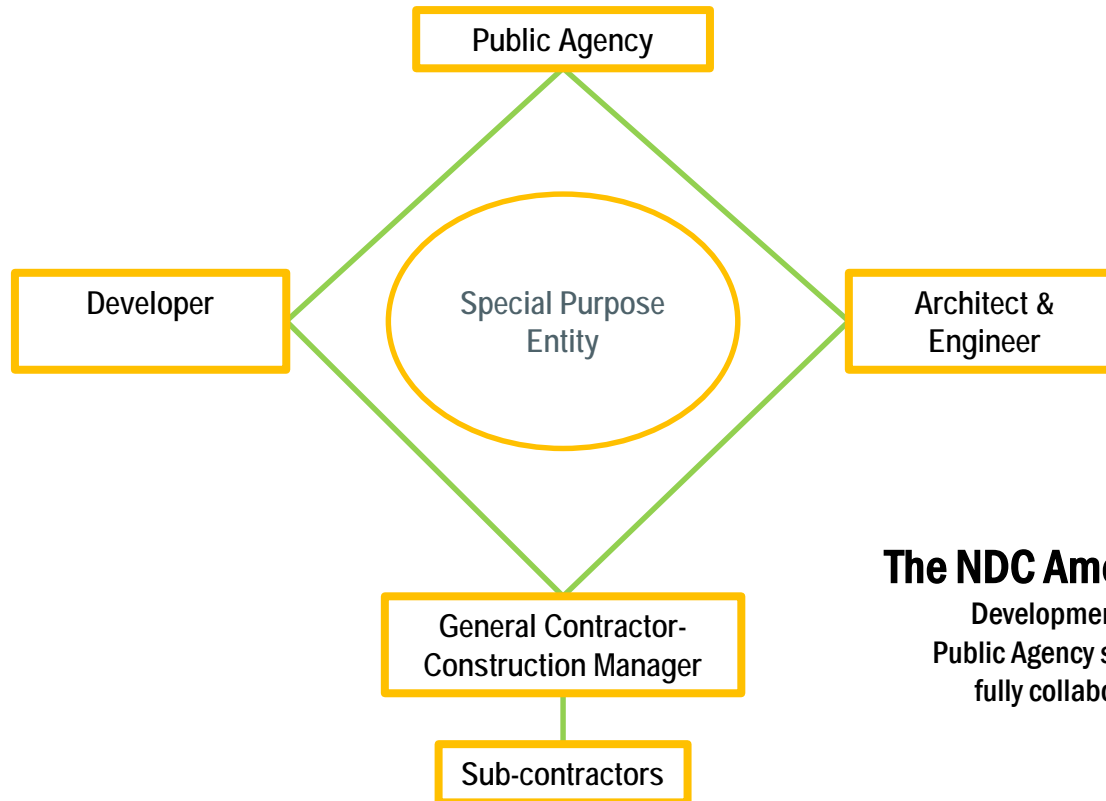 Public Agency
Developer
Special Purpose
Entity
Architect &
Engineer
The NDC
Public Agency
fully
General Contractor-
Construction Manager
Sub-contractors